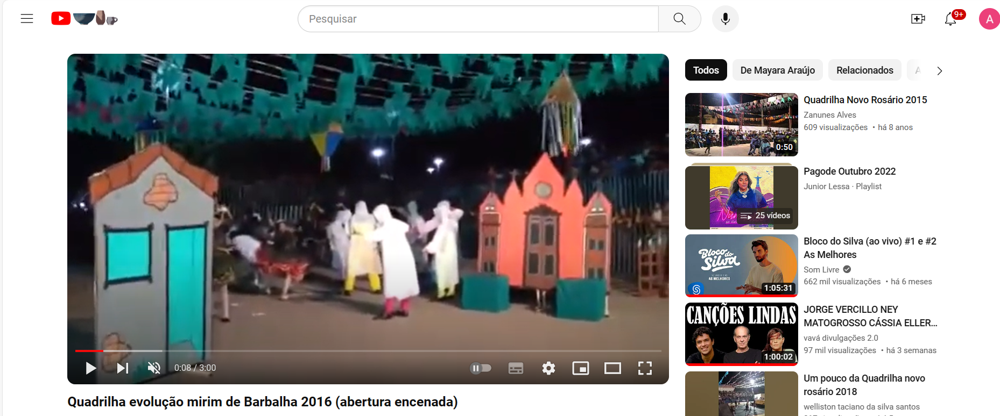 Pesquisar
9+
A
0:08 / 3:00
Quadrilha evolução mirim de Barbalha 2016 (abertura encenada)
Todos
De Mayara Araújo
Relacionados
A
Quadrilha Novo Rosário 2015
Zanunes Alves
609 visualizações • há 8 anos
0:50
Pagode Outubro 2022
Junior Lessa · Playlist
25 vídeos
Bloco do Silva (ao vivo) #1 e #2
As Melhores
Som Livre
662 mil visualizações • há 6 meses
Bloco do
Silva
AS MELHORES
1:05:31
JORGE VERCILLO NEY
MATOGROSSO CÁSSIA ELLER...
vavá divulgações 2.0
97 mil visualizações • há 3 semanas
CANÇÕES LINDAS
1:00:02
Um pouco da Quadrilha novo
rosário 2018
welliston taciano da silva santos